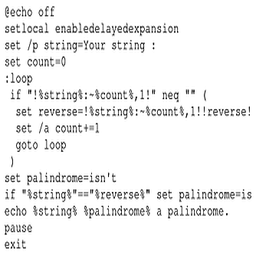 @echo off
setlocal enabledelayedexpansion
set /p string=Your string :
set count=0
:loop
if "!%string%:~%count%,1!" neq "" (
set reverse=!%string%:~%count%,1!!reverse!
set /a count+=1
goto loop
)
set palindrome=isn't
if "%string%"=="%reverse%" set palindrome=is
echo %string% %palindrome% a palindrome.
pause
exit